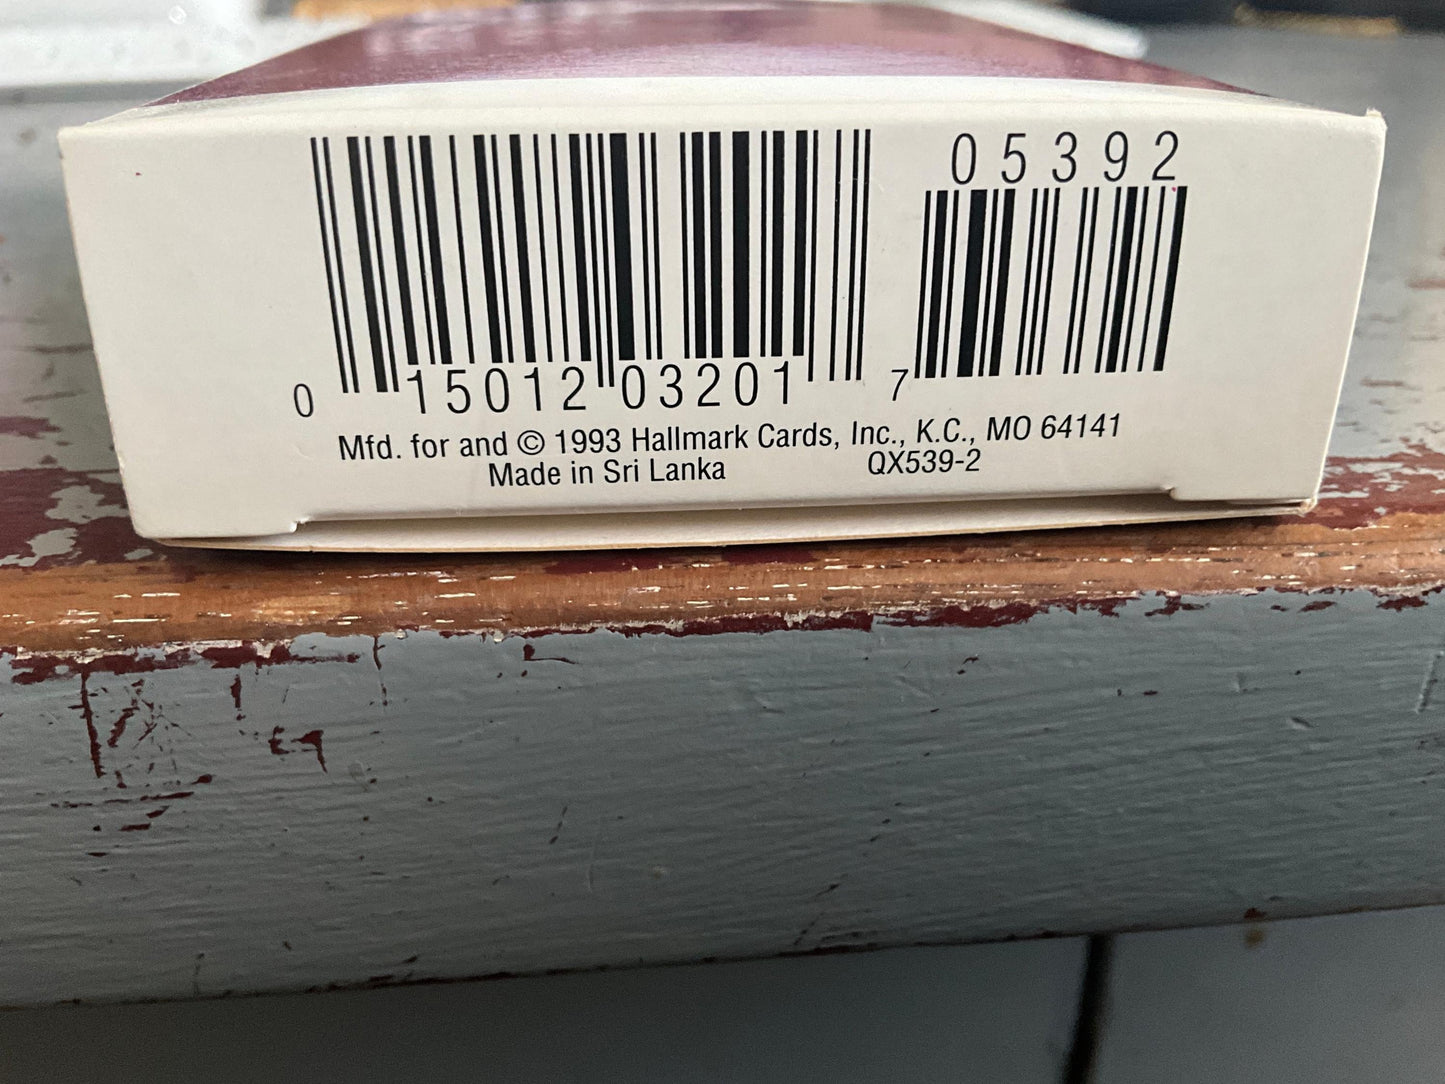 05392
0 15012 03201 7
Mfd. for and © 1993 Hallmark Cards, Inc., K.C., MO 64141
Made in Sri Lanka QX539-2